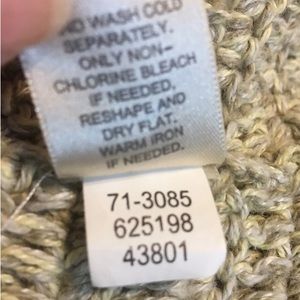 WASH COLD
SEPARATELY.
ONLY NON-
CHLORINE BLEACH
IF NEEDED.
RESHAPE AND
DRY FLAT.
WARM IRON
IF NEEDED.
71-3085
625198
43801